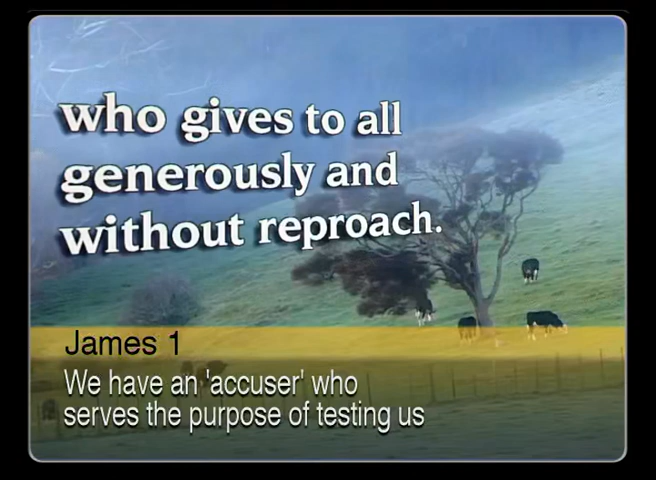 who gives to all
generously and
without reproach.
James 1
We have an 'accuser' who
serves the purpose of testing us